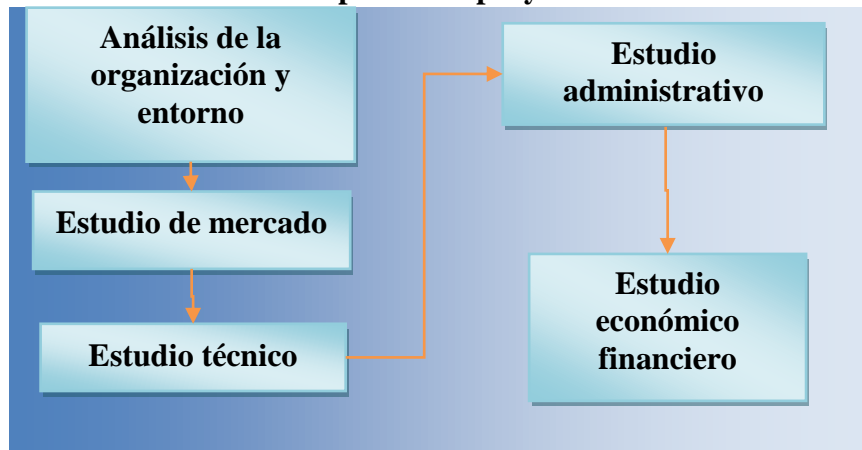 Análisis de la
organización y
entorno
Estudio de mercado
Estudio técnico
Estudio
administrativo
Estudio
económico
financiero